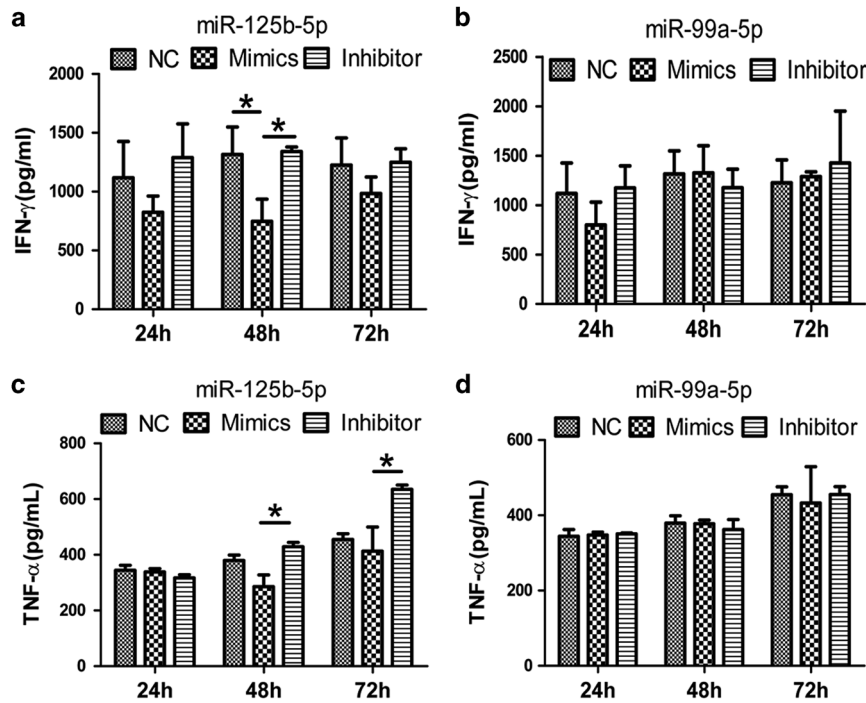 a
miR-125b-5p
NC Mimics Inhibitor
IFN-γ(pg/ml)
2000
1500
1000
500
0
* *
24h 48h 72h
b
miR-99a-5p
NC Mimics Inhibitor
IFN-γ(pg/ml)
2500
2000
1500
1000
500
0
24h 48h 72h
c
miR-125b-5p
NC Mimics Inhibitor
TNF-α(pg/mL)
800
600
400
200
0
* *
24h 48h 72h
d
miR-99a-5p
NC Mimics Inhibitor
TNF-α(pg/mL)
600
400
200
0
24h 48h 72h